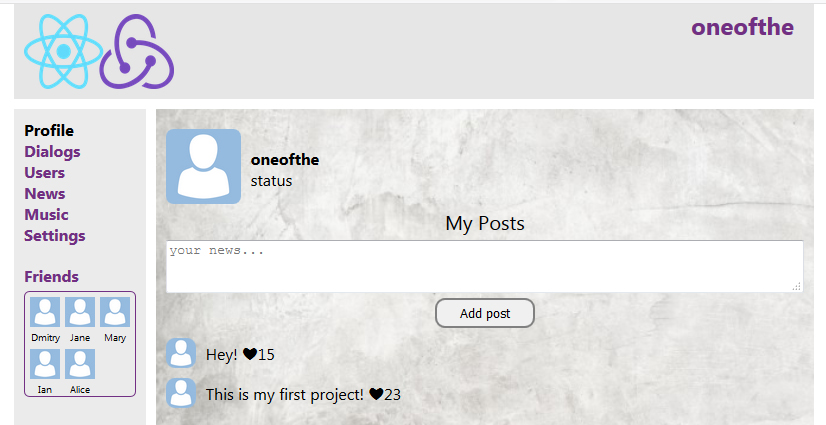 oneofthe
Profile
Dialogs
Users
News
Music
Settings
Friends
Dmitry Jane Mary
Ian Alice
oneofthe
status
My Posts
your news...
Add post
Hey! 🖤15
This is my first project! 🖤23